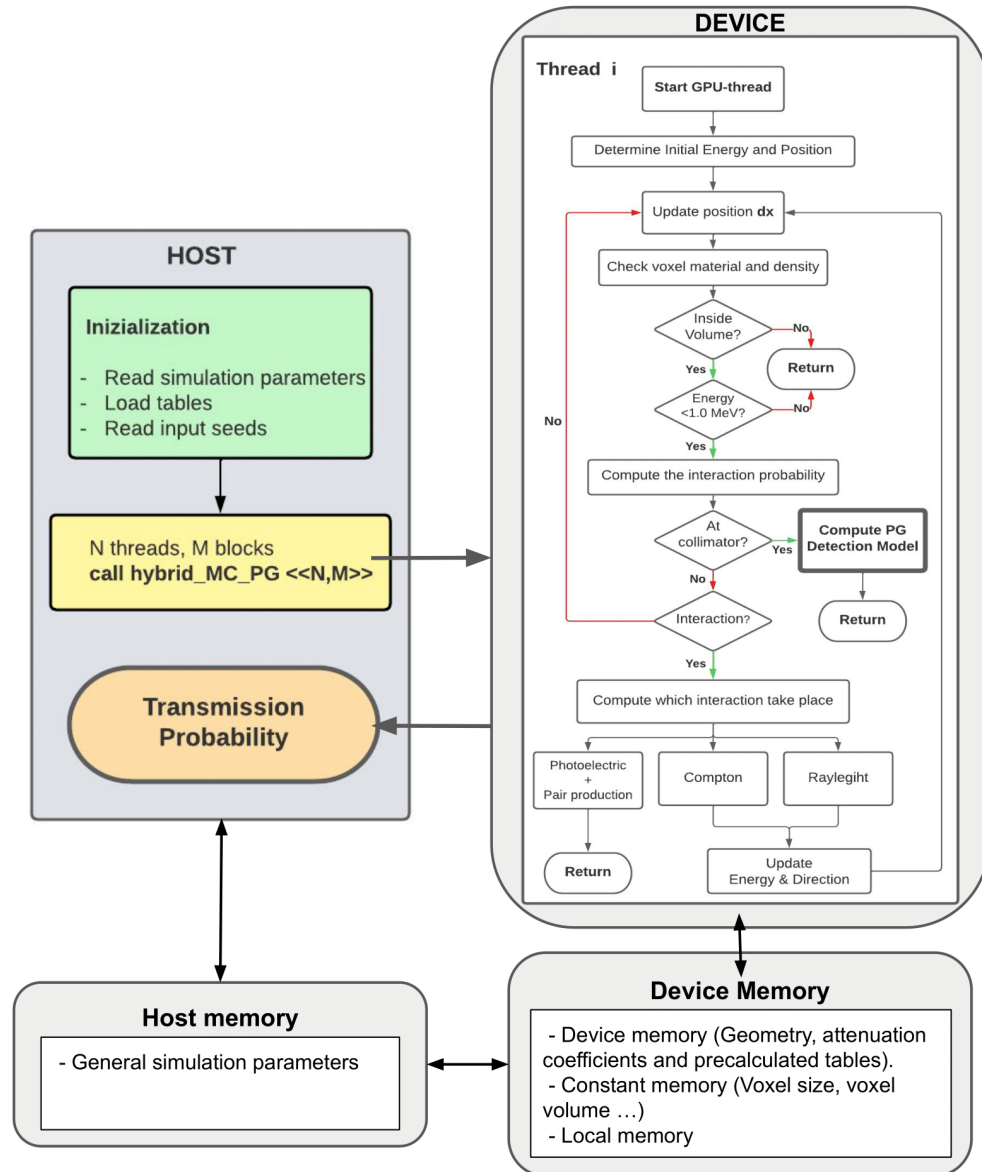 DEVICE
Thread i
Start GPU-thread
Determine Initial Energy and Position
Update position dx
Check voxel material and density
Inside
Volume?
No
Return
Yes
Energy
<1.0 MeV?
No
Yes
Compute the interaction probability
At
collimator?
Yes
Compute PG
Detection Model
Return
No
Interaction?
No
Yes
Compute which interaction take place
Photoelectric
+
Pair production
Compton
Raylegiht
Return
Update
Energy & Direction
HOST
Inizialization
- Read simulation parameters
- Load tables
- Read input seeds
N threads, M blocks
call hybrid_MC_PG <<N,M>>
Transmission
Probability
Host memory
- General simulation parameters
Device Memory
- Device memory (Geometry, attenuation
coefficients and precalculated tables).
- Constant memory (Voxel size, voxel
volume ...)
- Local memory